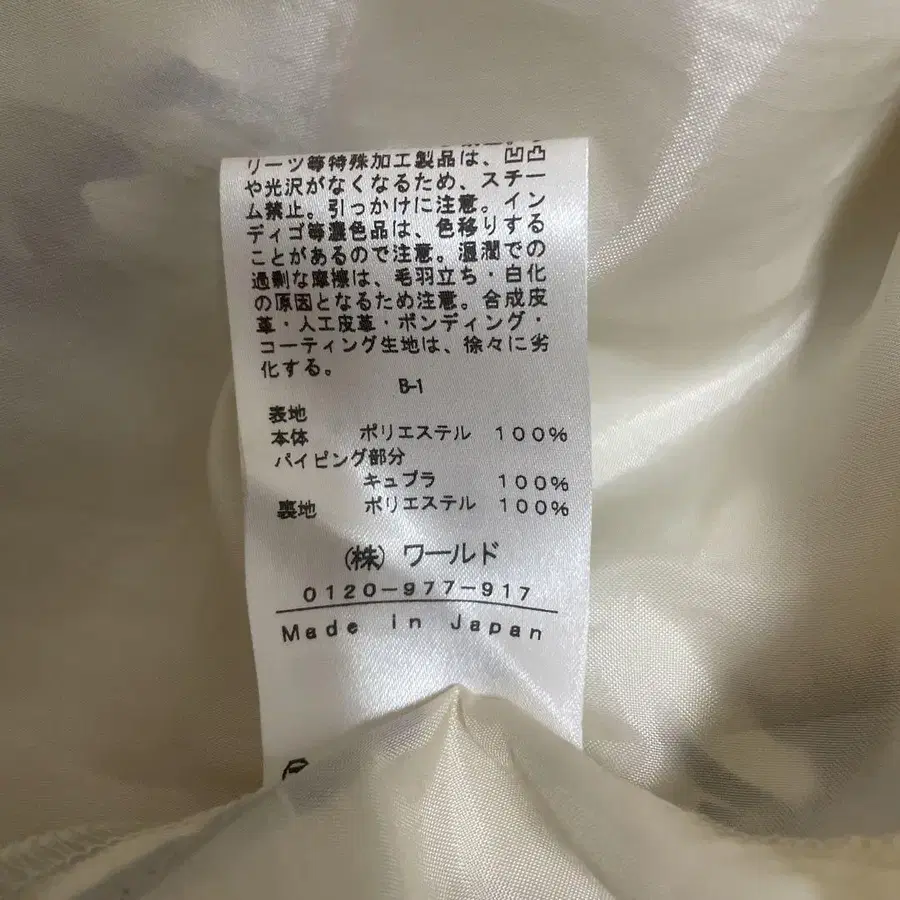 リーツ等特殊加工製品は、凹凸
や光沢がなくなるため、スチー
ム禁止。引っかけに注意。イン
ディゴ等濃色品は、色移りする
ことがあるので注意。湿潤での
過剰な摩擦は、毛羽立ち・白化
の原因となるため注意。合成皮
革・人工皮革・ボンディング・
コーティング生地は、徐々に劣
化する。
B-1
表地
本体 ポリエステル 100%
パイピング部分
キュプラ 100%
裏地 ポリエステル 100%
(株)ワールド
0120-977-917
Made in Japan